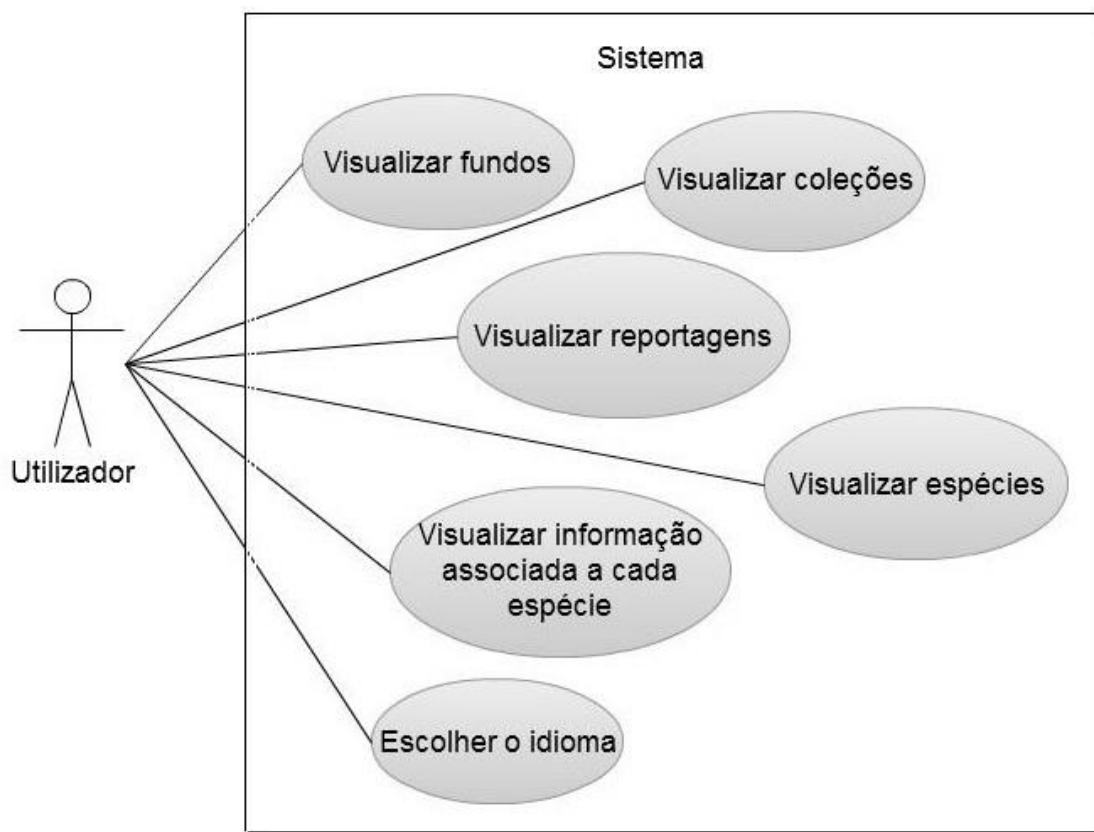 Sistema
Visualizar fundos
Visualizar coleções
Visualizar reportagens
Utilizador
Visualizar espécies
Visualizar informação
associada a cada
espécie
Escolher o idioma